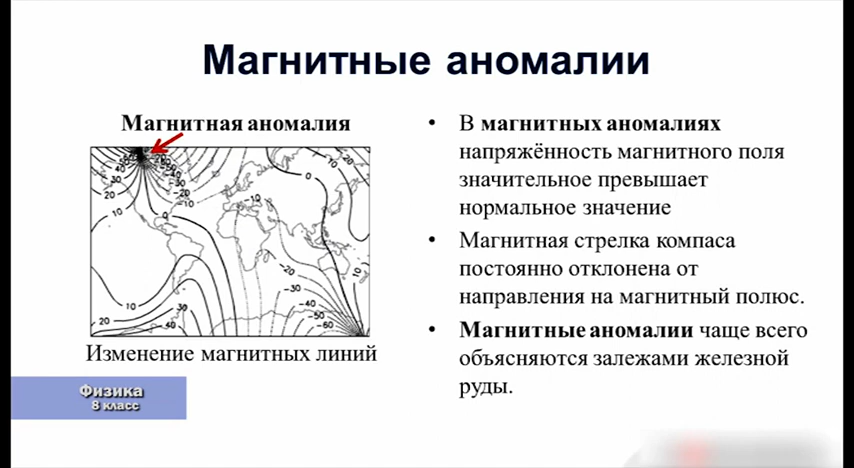 Магнитные аномалии
Магнитная аномалия
Изменение магнитных линий
• В магнитных аномалиях
напряжённость магнитного поля
значительное превышает
нормальное значение
• Магнитная стрелка компаса
постоянно отклонена от
направления на магнитный полюс.
• Магнитные аномалии чаще всего
объясняются залежами железной
руды.
Физика
8 класс